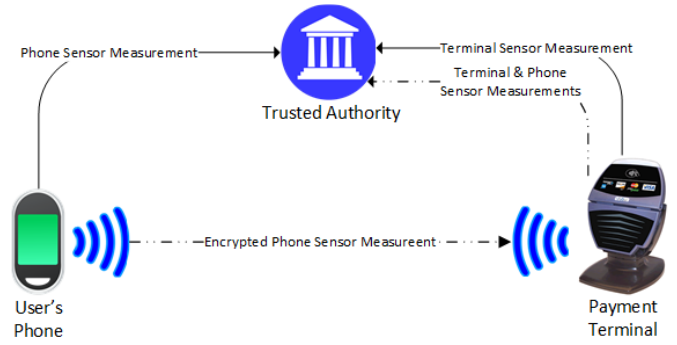 Phone Sensor Measurement
Terminal Sensor Measurement
Terminal & Phone
Sensor Measurements
Trusted Authority
Encrypted Phone Sensor Measureent
User's
Phone
Payment
Terminal
VISA